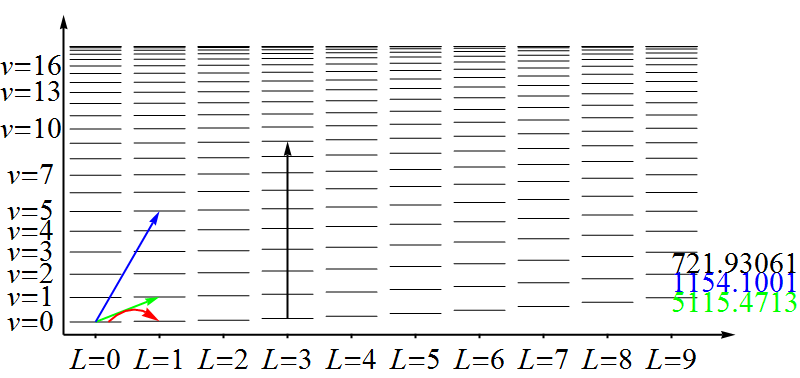 v=16
v=13
v=10
v=7
v=5
v=4
v=3
v=2
v=1
v=0
721.93061
1154.1001
5115.4713
L=0 L=1 L=2 L=3 L=4 L=5 L=6 L=7 L=8 L=9